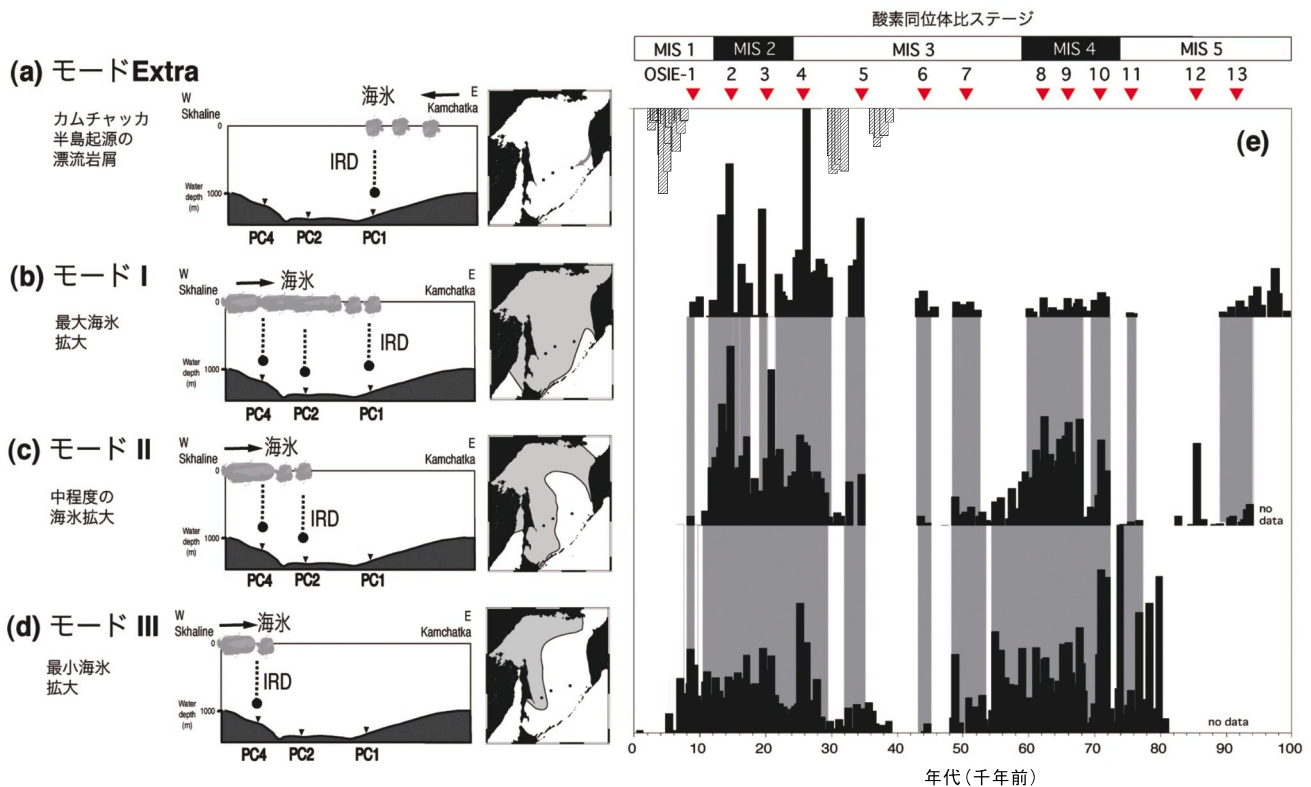 酸素同位体比ステージ
MIS 1 MIS 2 MIS 3 MIS 4 MIS 5
OSIE-1 2 3 4 5 6 7 8 9 10 11 12 13
(a) モードExtra
カムチャッカ
半島起源の
漂流岩屑
W
Skhaline
海氷
E
Kamchatka
0
IRD
Water
depth
(m)
1000
PC4 PC2 PC1
(b) モード I
最大海氷
拡大
W
Skhaline
海氷
E
Kamchatka
0
IRD
Water
depth
(m)
1000
PC4 PC2 PC1
(c) モード II
中程度の
海氷拡大
W
Skhaline
海氷
E
Kamchatka
0
IRD
Water
depth
(m)
1000
PC4 PC2 PC1
(d) モード III
最小海氷
拡大
W
Skhaline
海氷
E
Kamchatka
0
IRD
Water
depth
(m)
1000
PC4 PC2 PC1
(e)
no
data
no data
0 10 20 30 40 50 60 70 80 90 100
年代(千年前)